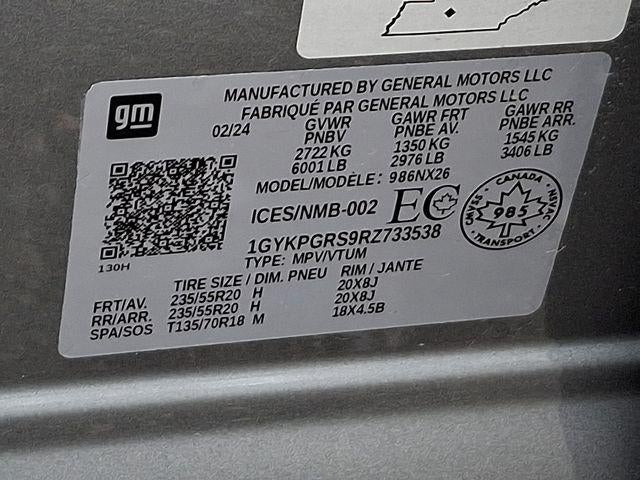 gm
MANUFACTURED BY GENERAL MOTORS LLC
FABRIQUÉ PAR GENERAL MOTORS LLC
02/24 GVWR GAWR FRT GAWR RR
PNBV PNBE AV. PNBE ARR.
2722 KG 1350 KG 1545 KG
6001 LB 2976 LB 3406 LB
MODEL/MODÈLE: 986NX26
ICES/NMB-002 EC
CANADA
CMVSS 985 NSVAC
TRANSPORT
1GYKPGRS9RZ733538
TYPE: MPV/VTUM
130H
TIRE SIZE / DIM. PNEU RIM / JANTE
FRT/AV. 235/55R20 H 20X8J
RR/ARR. 235/55R20 H 20X8J
SPA/SOS T135/70R18 M 18X4.5B